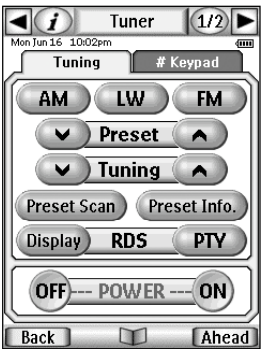 i Tuner 1/2
Mon Jun 16 10:02pm
Tuning # Keypad
AM LW FM
Preset
Tuning
Preset Scan Preset Info.
Display RDS PTY
OFF --- POWER --- ON
Back Ahead